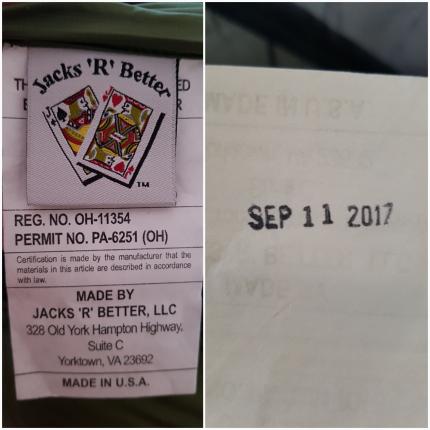 Jacks 'R' Better
TM
REG. NO. OH-11354
PERMIT NO. PA-6251 (OH)
Certification is made by the manufacturer that the
materials in this article are described in accordance
with law.
MADE BY
JACKS 'R' BETTER, LLC
328 Old York Hampton Highway,
Suite C
Yorktown, VA 23692
MADE IN U.S.A.
MADE IN U.S.A.
SEP 11 2017